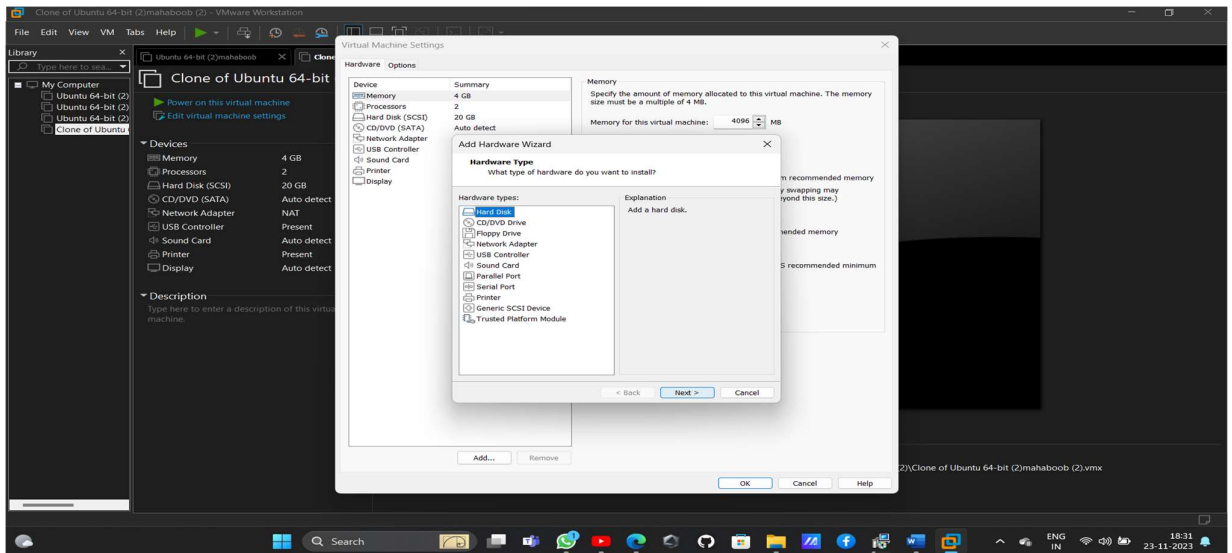 Clone of Ubuntu 64-bit (2)mahaboob (2) - VMware Workstation
File Edit View VM Tabs Help
Library
Type here to sea...
My Computer
Ubuntu 64-bit (2)
Ubuntu 64-bit (2)
Ubuntu 64-bit (2)
Clone of Ubuntu
Ubuntu 64-bit (2)mahaboob
Clone
Clone of Ubuntu 64-bit
Power on this virtual machine
Edit virtual machine settings
Devices
Memory 4 GB
Processors 2
Hard Disk (SCSI) 20 GB
CD/DVD (SATA) Auto detect
Network Adapter NAT
USB Controller Present
Sound Card Auto detect
Printer Present
Display Auto detect
Description
Type here to enter a description of this virtua
machine.
Virtual Machine Settings
Hardware Options
Device Summary
Memory 4 GB
Processors 2
Hard Disk (SCSI) 20 GB
CD/DVD (SATA) Auto detect
Network Adapter
USB Controller
Sound Card
Printer
Display
Add... Remove
Memory
Specify the amount of memory allocated to this virtual machine. The memory
size must be a multiple of 4 MB.
Memory for this virtual machine: 4096 MB
m recommended memory
y swapping may
eyond this size.)
ended memory
S recommended minimum
Add Hardware Wizard
Hardware Type
What type of hardware do you want to install?
Hardware types:
Hard Disk
CD/DVD Drive
Floppy Drive
Network Adapter
USB Controller
Sound Card
Parallel Port
Serial Port
Printer
Generic SCSI Device
Trusted Platform Module
Explanation
Add a hard disk.
< Back Next > Cancel
OK Cancel Help
(2)\Clone of Ubuntu 64-bit (2)mahaboob (2).vmx
Search
ENG
IN
18:31
23-11-2023